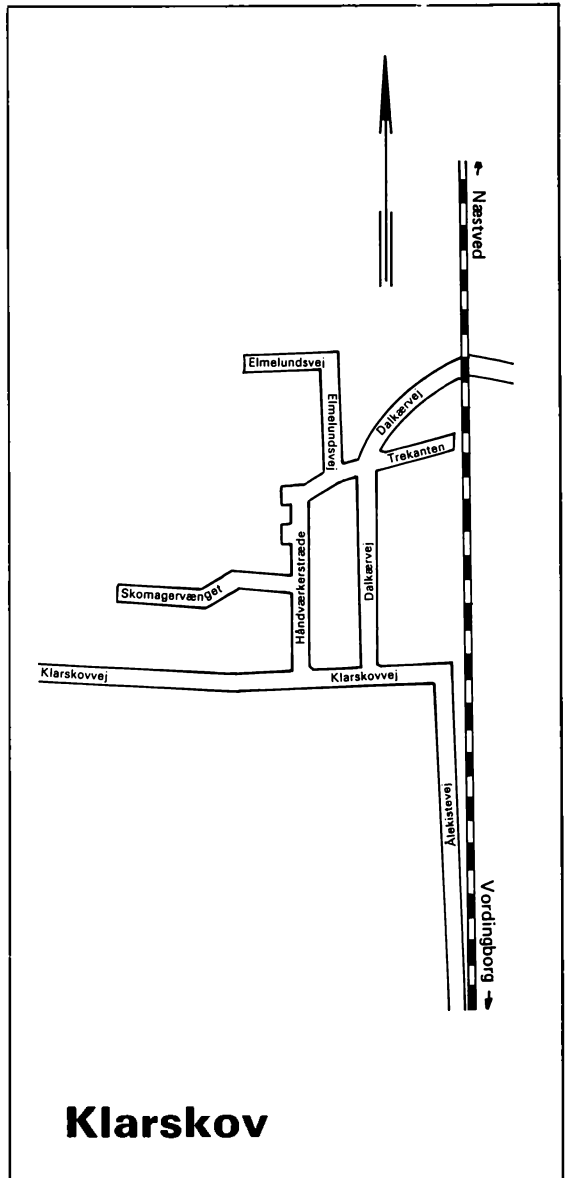 Næstved
Elmelundsvej
Elmelundsvej
Dalkærvej
Trekanten
Håndværkerstræde
Dalkærvej
Skomagervænget
Klarskovvej
Klarskovvej
Ålekistevej
Vordingborg
Klarskov